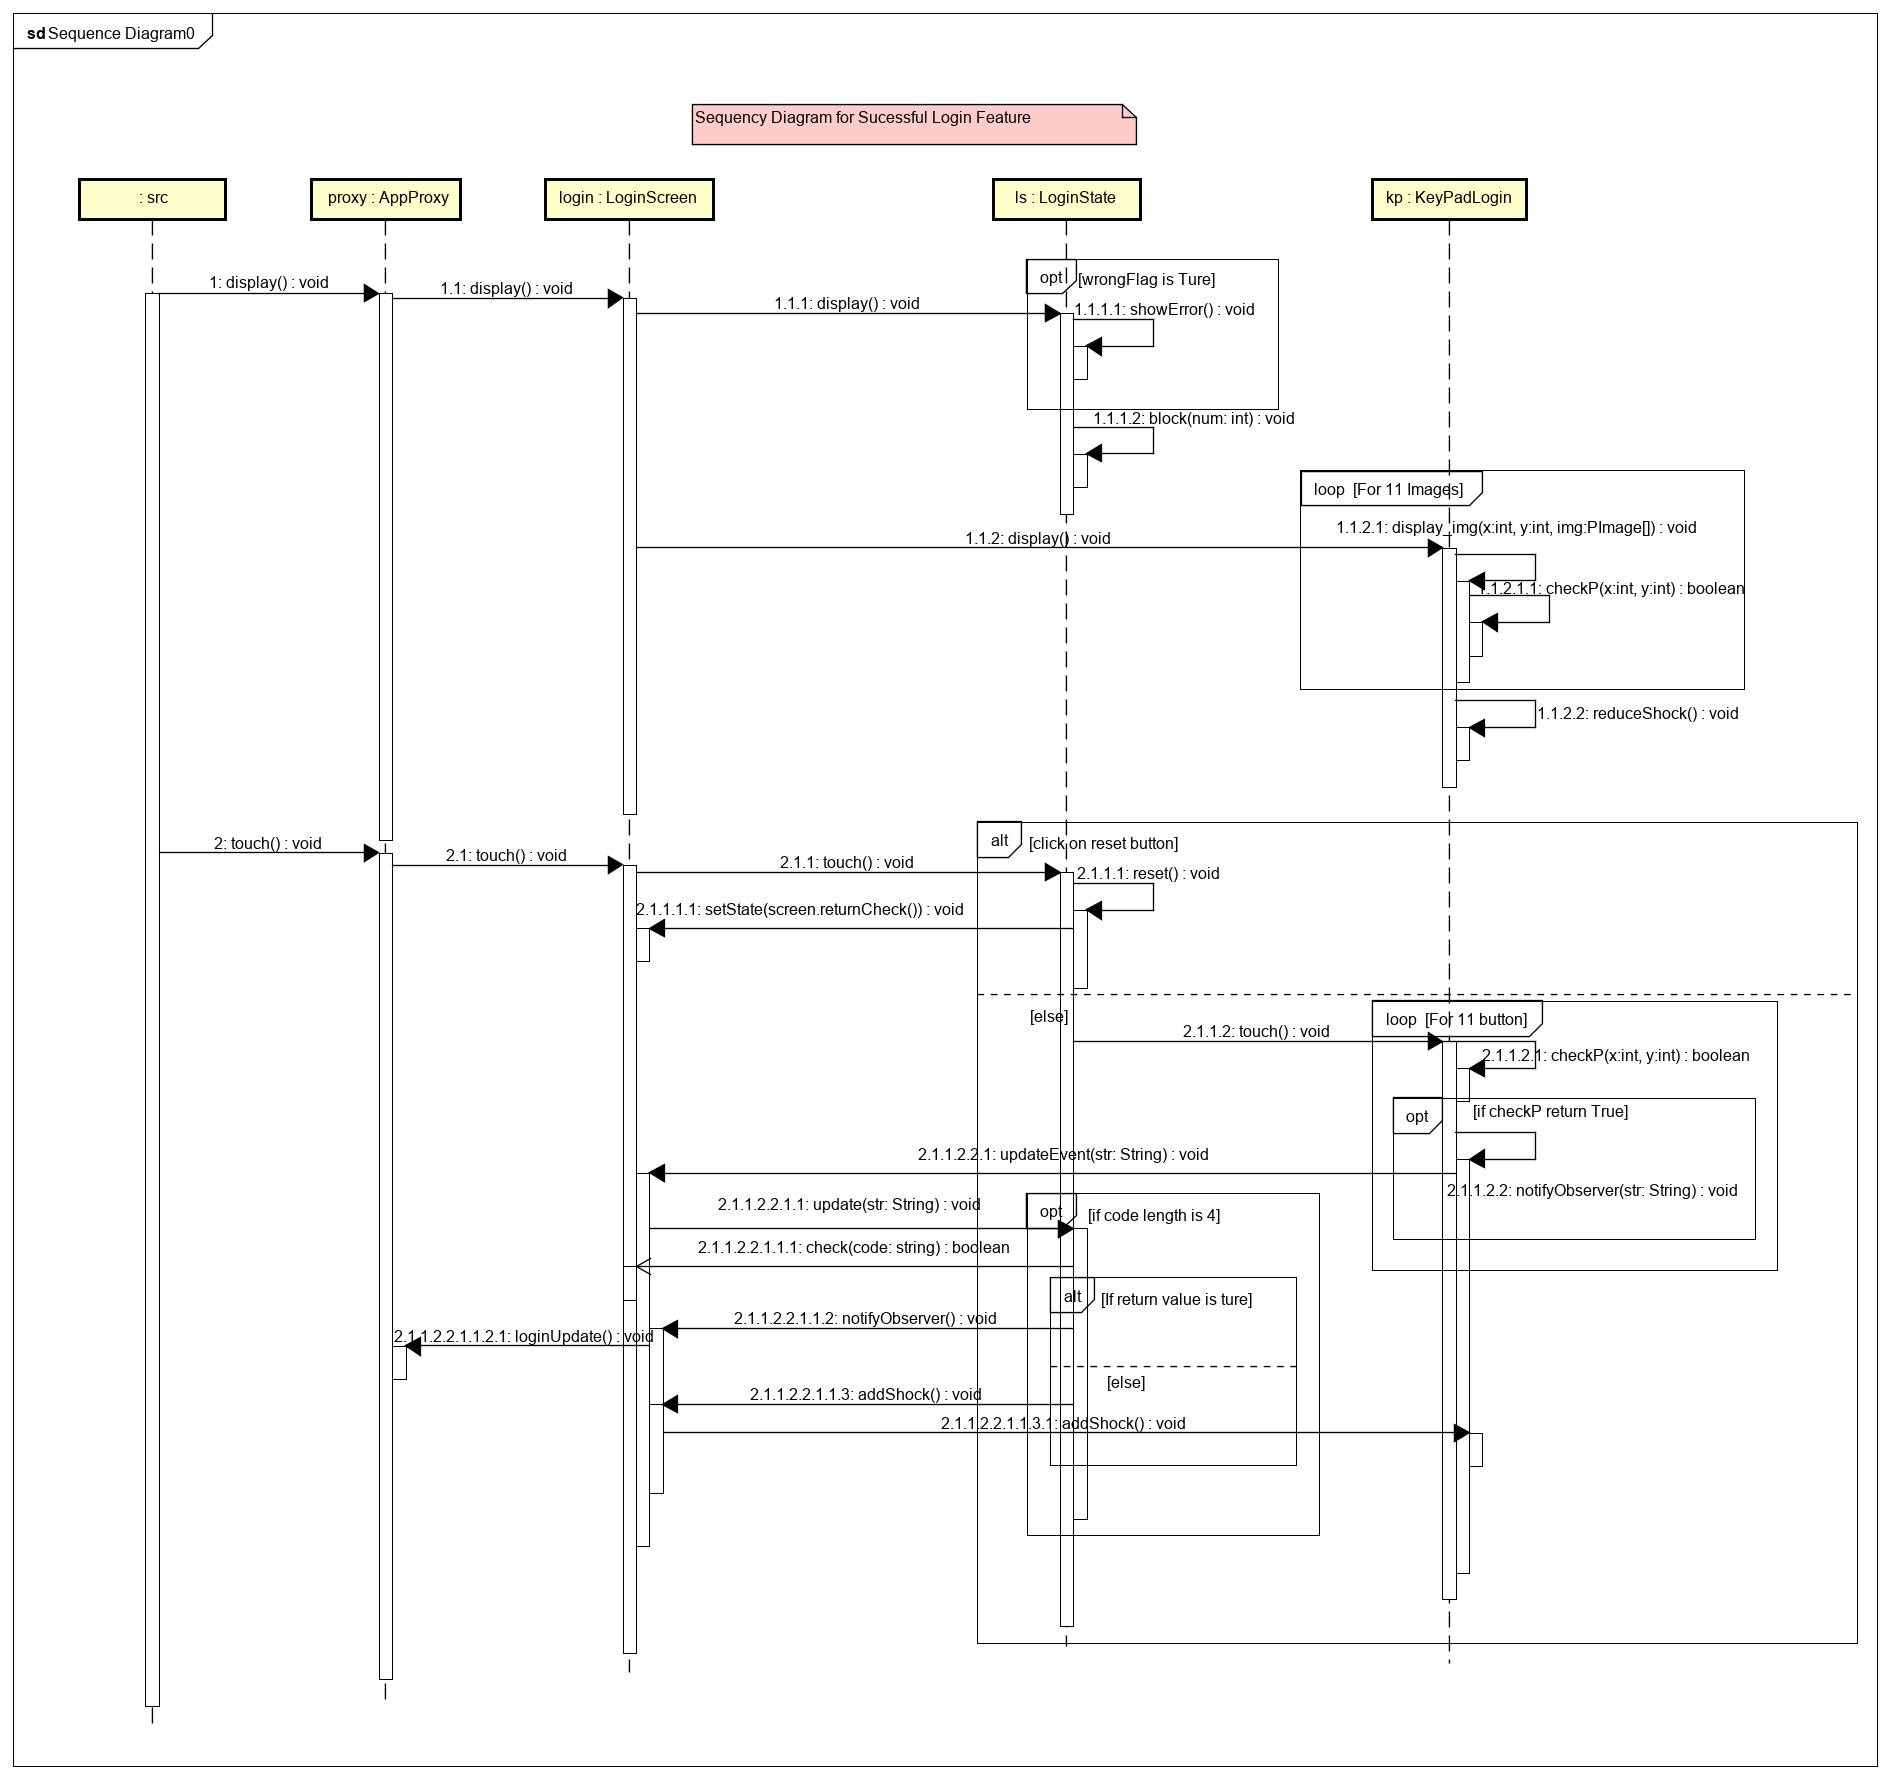 sd Sequence Diagram0
Sequency Diagram for Sucessful Login Feature
: src
proxy : AppProxy
login : LoginScreen
ls : LoginState
kp : KeyPadLogin
opt [wrongFlag is Ture]
1: display() : void
1.1: display() : void
1.1.1: display() : void
1.1.1.1: showError() : void
1.1.1.2: block(num: int) : void
loop [For 11 Images]
1.1.2.1: display_img(x:int, y:int, img:PImage[]) : void
1.1.2: display() : void
1.1.2.1.1: checkP(x:int, y:int) : boolean
1.1.2.2: reduceShock() : void
alt [click on reset button]
2: touch() : void
2.1: touch() : void
2.1.1: touch() : void
2.1.1.1: reset() : void
2.1.1.1.1: setState(screen.returnCheck()) : void
[else]
loop [For 11 button]
2.1.1.2: touch() : void
2.1.1.2.1: checkP(x:int, y:int) : boolean
opt [if checkP return True]
2.1.1.2.2.1: updateEvent(str: String) : void
2.1.1.2.2: notifyObserver(str: String) : void
2.1.1.2.2.1.1: update(str: String) : void
opt [if code length is 4]
2.1.1.2.2.1.1.1: check(code: string) : boolean
alt [If return value is ture]
2.1.1.2.2.1.1.2: notifyObserver() : void
2.1.1.2.2.1.1.2.1: loginUpdate() : void
[else]
2.1.1.2.2.1.1.3: addShock() : void
2.1.1.2.2.1.1.3.1: addShock() : void